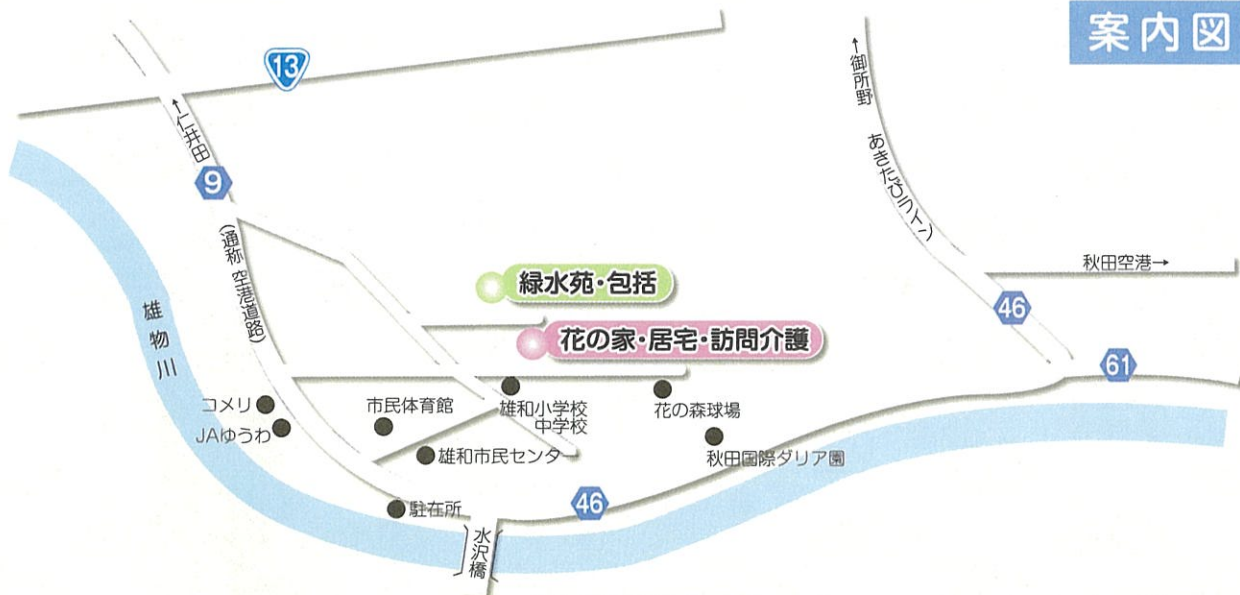 案内図
13
←仁井田
9
(通称 空港道路)
雄物川
←御所野
あきたびライン)
秋田空港→
46
61
緑水苑・包括
花の家・居宅・訪問介護
コメリ
JAゆうわ
市民体育館
雄和小学校
中学校
花の森球場
雄和市民センター
秋田国際ダリア園
駐在所
46
水沢橋